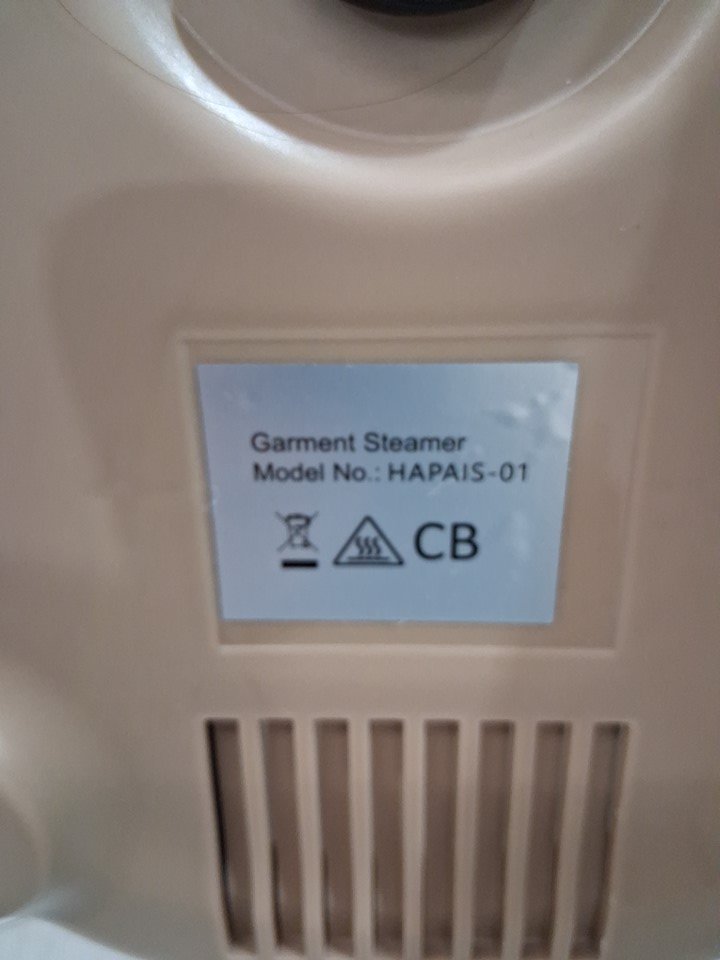 Garment Steamer
Model No.: HAPAIS-01
CB